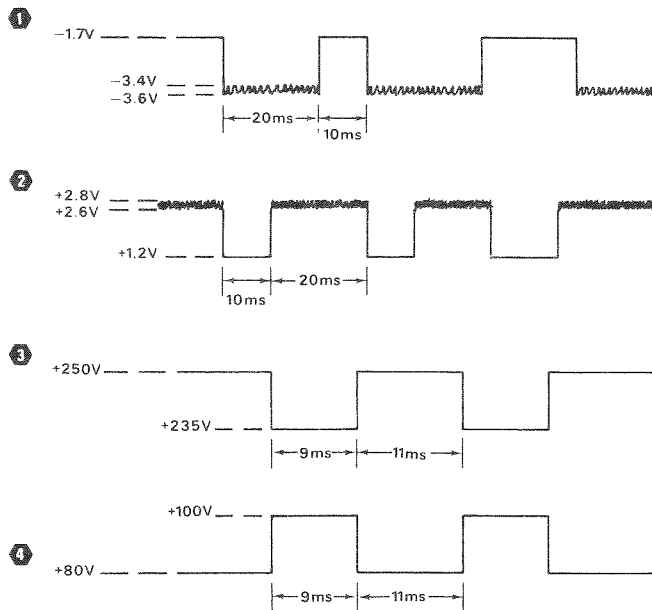 1
-1.7V
-3.4V
-3.6V
20ms
10ms
2
+2.8V
+2.6V
+1.2V
10ms
20ms
3
+250V
+235V
9ms
11ms
+100V
4
+80V
9ms
11ms